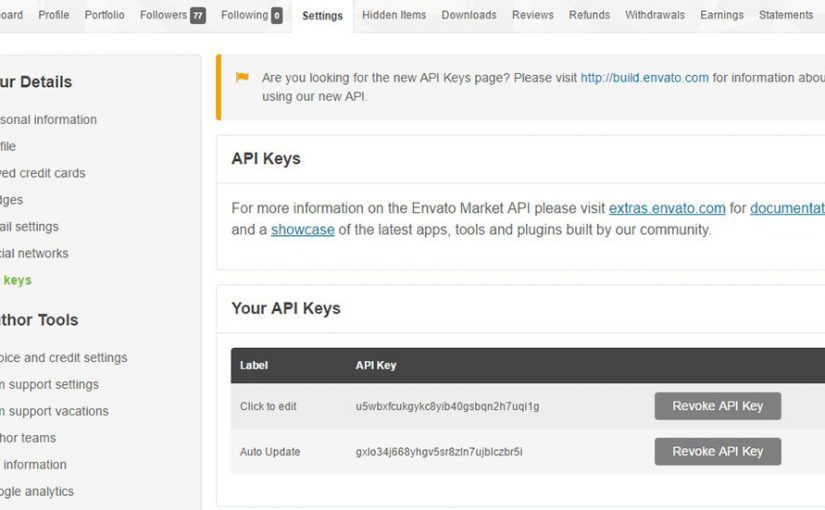 oard Profile Portfolio Followers 77 Following 0 Settings Hidden Items Downloads Reviews Refunds Withdrawals Earnings Statements
ur Details
sonal information
file
ved credit cards
dges
ail settings
cial networks
keys
uthor Tools
oice and credit settings
m support settings
m support vacations
hor teams
information
ogle analytics
Are you looking for the new API Keys page? Please visit http://build.envato.com for information abou
using our new API.
API Keys
For more information on the Envato Market API please visit extras.envato.com for documentat
and a showcase of the latest apps, tools and plugins built by our community.
Your API Keys
Label API Key
Click to edit u5wbxfcukgykc8yib40gsbqn2h7uqi1g Revoke API Key
Auto Update gxlo34j668yhgv5sr8zln7ujblczbr5i Revoke API Key